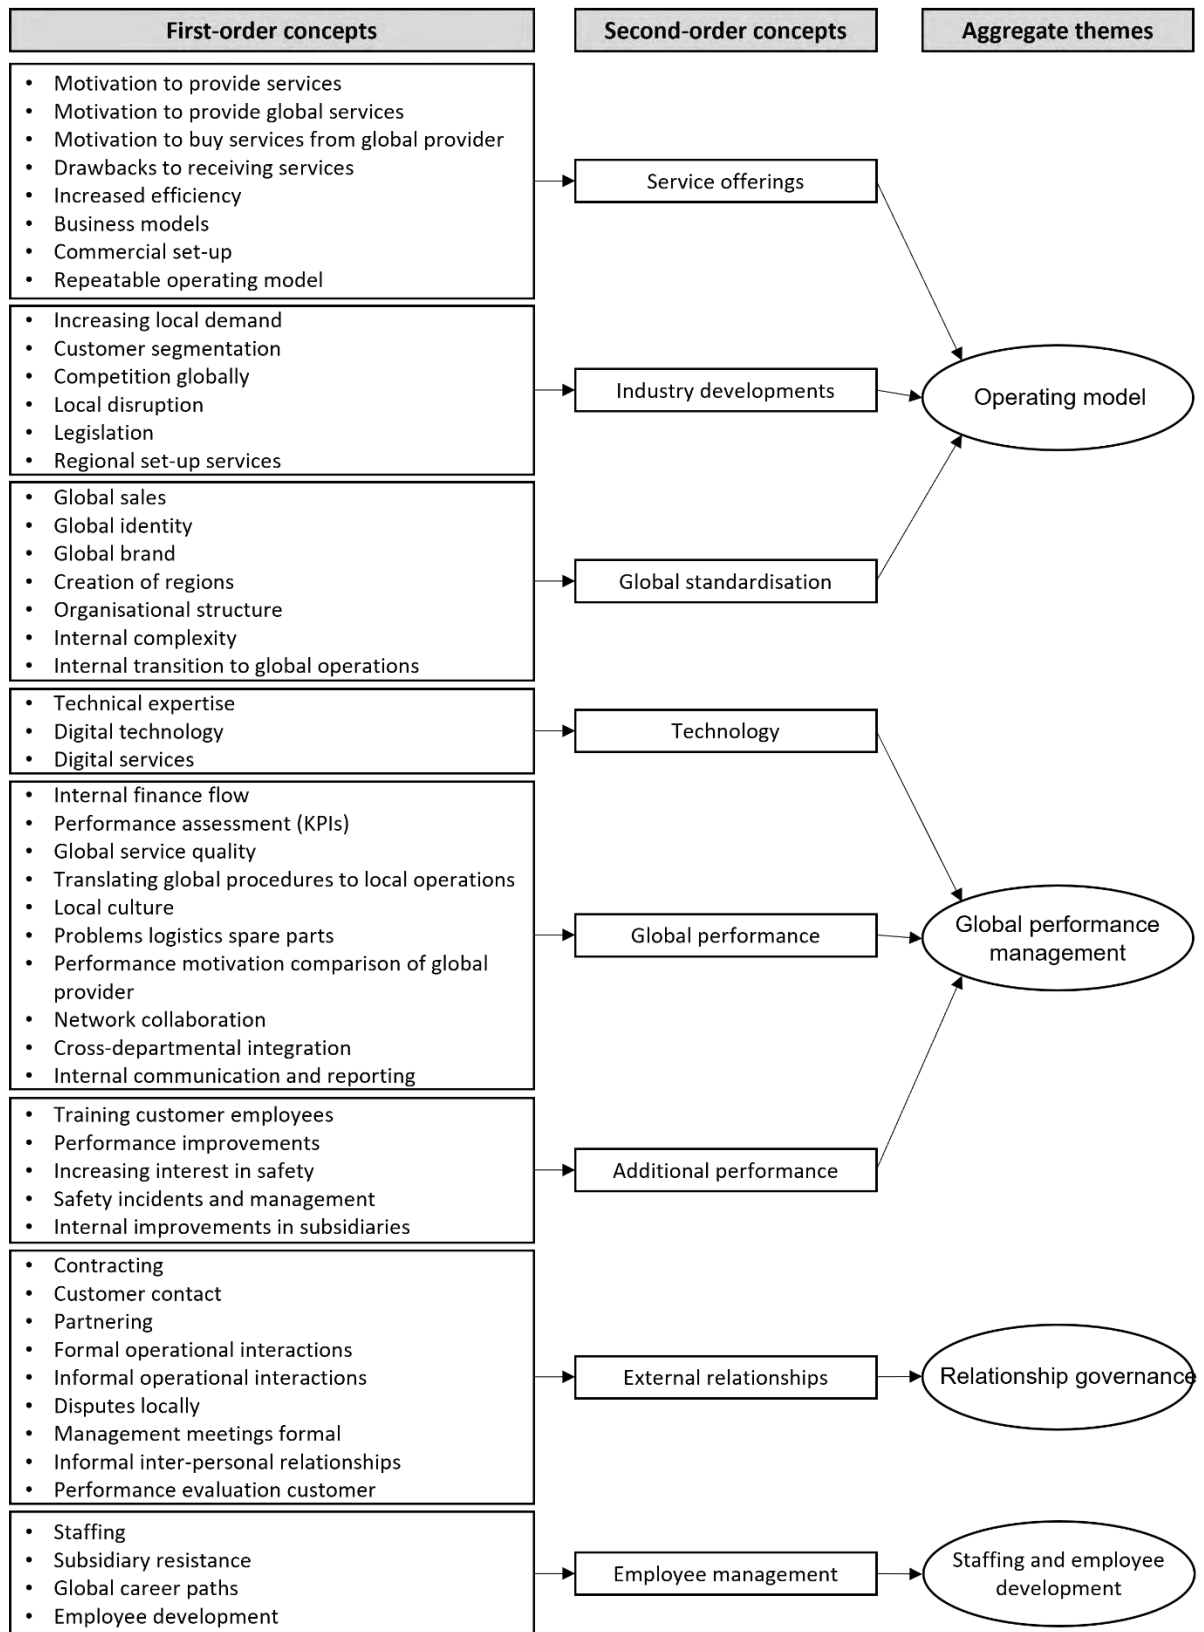 First-order concepts
Second-order concepts
Aggregate themes
• Motivation to provide services
• Motivation to provide global services
• Motivation to buy services from global provider
• Drawbacks to receiving services
• Increased efficiency
• Business models
• Commercial set-up
• Repeatable operating model
Service offerings
• Increasing local demand
• Customer segmentation
• Competition globally
• Local disruption
• Legislation
• Regional set-up services
Industry developments
Operating model
• Global sales
• Global identity
• Global brand
• Creation of regions
• Organisational structure
• Internal complexity
• Internal transition to global operations
Global standardisation
• Technical expertise
• Digital technology
• Digital services
Technology
• Internal finance flow
• Performance assessment (KPIs)
• Global service quality
• Translating global procedures to local operations
• Local culture
• Problems logistics spare parts
• Performance motivation comparison of global
provider
• Network collaboration
• Cross-departmental integration
• Internal communication and reporting
Global performance
Global performance
management
• Training customer employees
• Performance improvements
• Increasing interest in safety
• Safety incidents and management
• Internal improvements in subsidiaries
Additional performance
• Contracting
• Customer contact
• Partnering
• Formal operational interactions
• Informal operational interactions
• Disputes locally
• Management meetings formal
• Informal inter-personal relationships
• Performance evaluation customer
External relationships
Relationship governance
• Staffing
• Subsidiary resistance
• Global career paths
• Employee development
Employee management
Staffing and employee
development